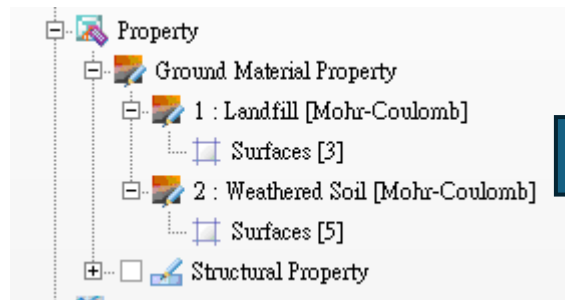 Property
Ground Material Property
1 : Landfill [Mohr-Coulomb]
Surfaces [3]
2 : Weathered Soil [Mohr-Coulomb]
Surfaces [5]
Structural Property